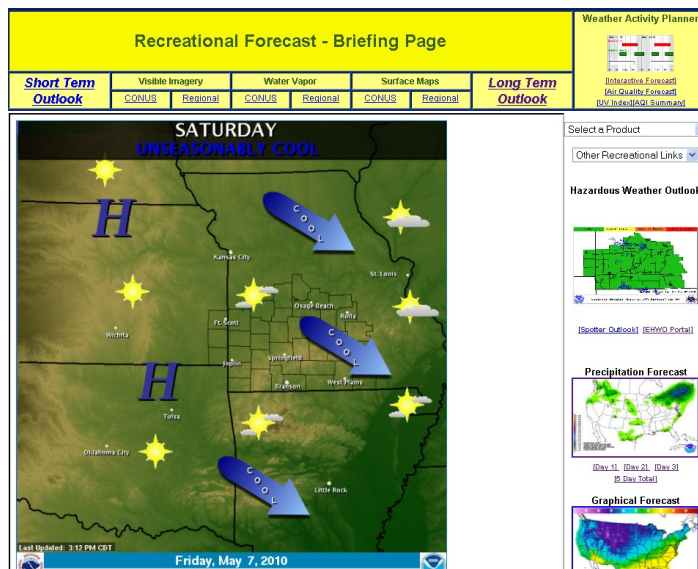 Weather Activity Planner
Recreational Forecast - Briefing Page
[Interactive Forecast]
[Air Quality Forecast]
[UV Index][AQI Summary]
Short Term
Outlook
Visible Imagery
Water Vapor
Surface Maps
CONUS
Regional
CONUS
Regional
CONUS
Regional
Long Term
Outlook
Select a Product
Other Recreational Links
Hazardous Weather Outlook
[Spotter Outlook] [EHWO Portal]
Precipitation Forecast
[Day 1] [Day 2] [Day 3]
[5 Day Total]
Graphical Forecast
SATURDAY
UNSEASONABLY COOL
H
COOL
Kansas City
St. Louis
Osage Beach
Rolla
Ft. Scott
COOL
Wichita
Springfield
Joplin
H
Branson
West Plains
Tulsa
Oklahoma City
COOL
Little Rock
Last Updated: 3:12 PM CDT
Friday, May 7, 2010